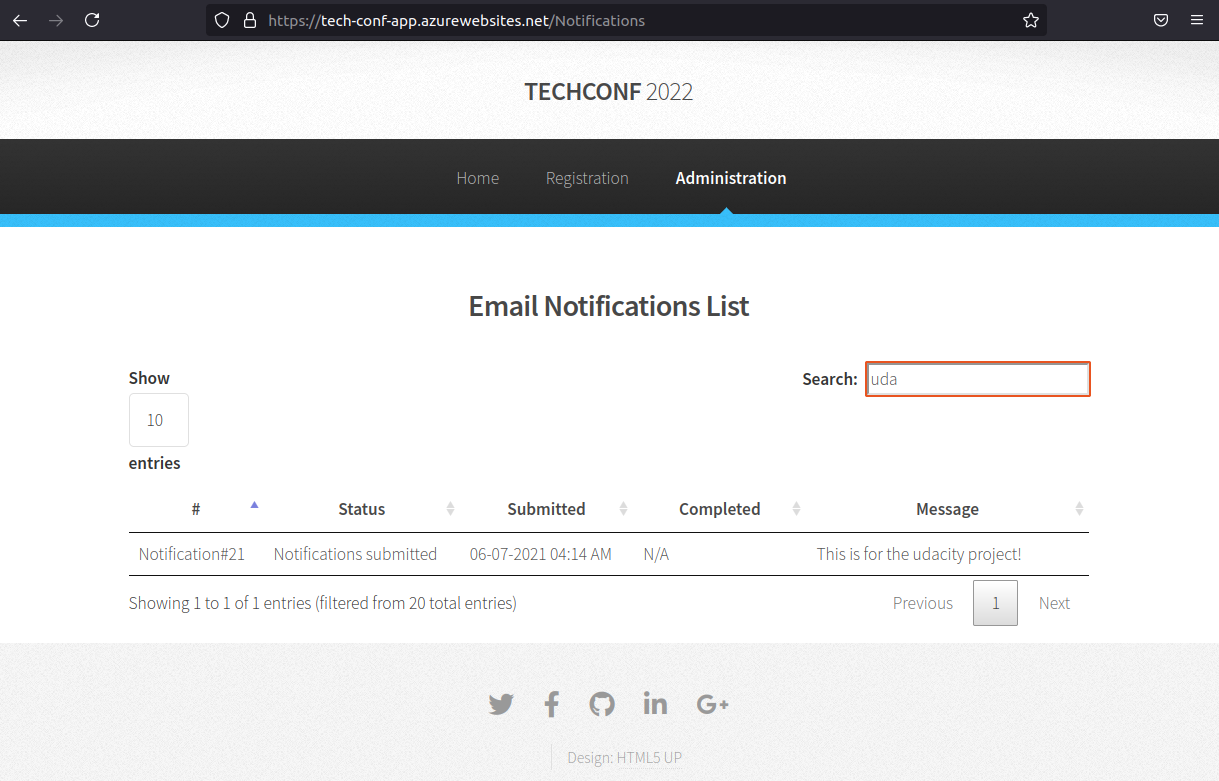 https://tech-conf-app.azurewebsites.net/Notifications
TECHCONF 2022
Home Registration Administration
Email Notifications List
Show
Search: uda
10
entries
# Status Submitted Completed Message
Notification#21 Notifications submitted 06-07-2021 04:14 AM N/A This is for the udacity project!
Showing 1 to 1 of 1 entries (filtered from 20 total entries) Previous 1 Next
Design: HTML5 UP